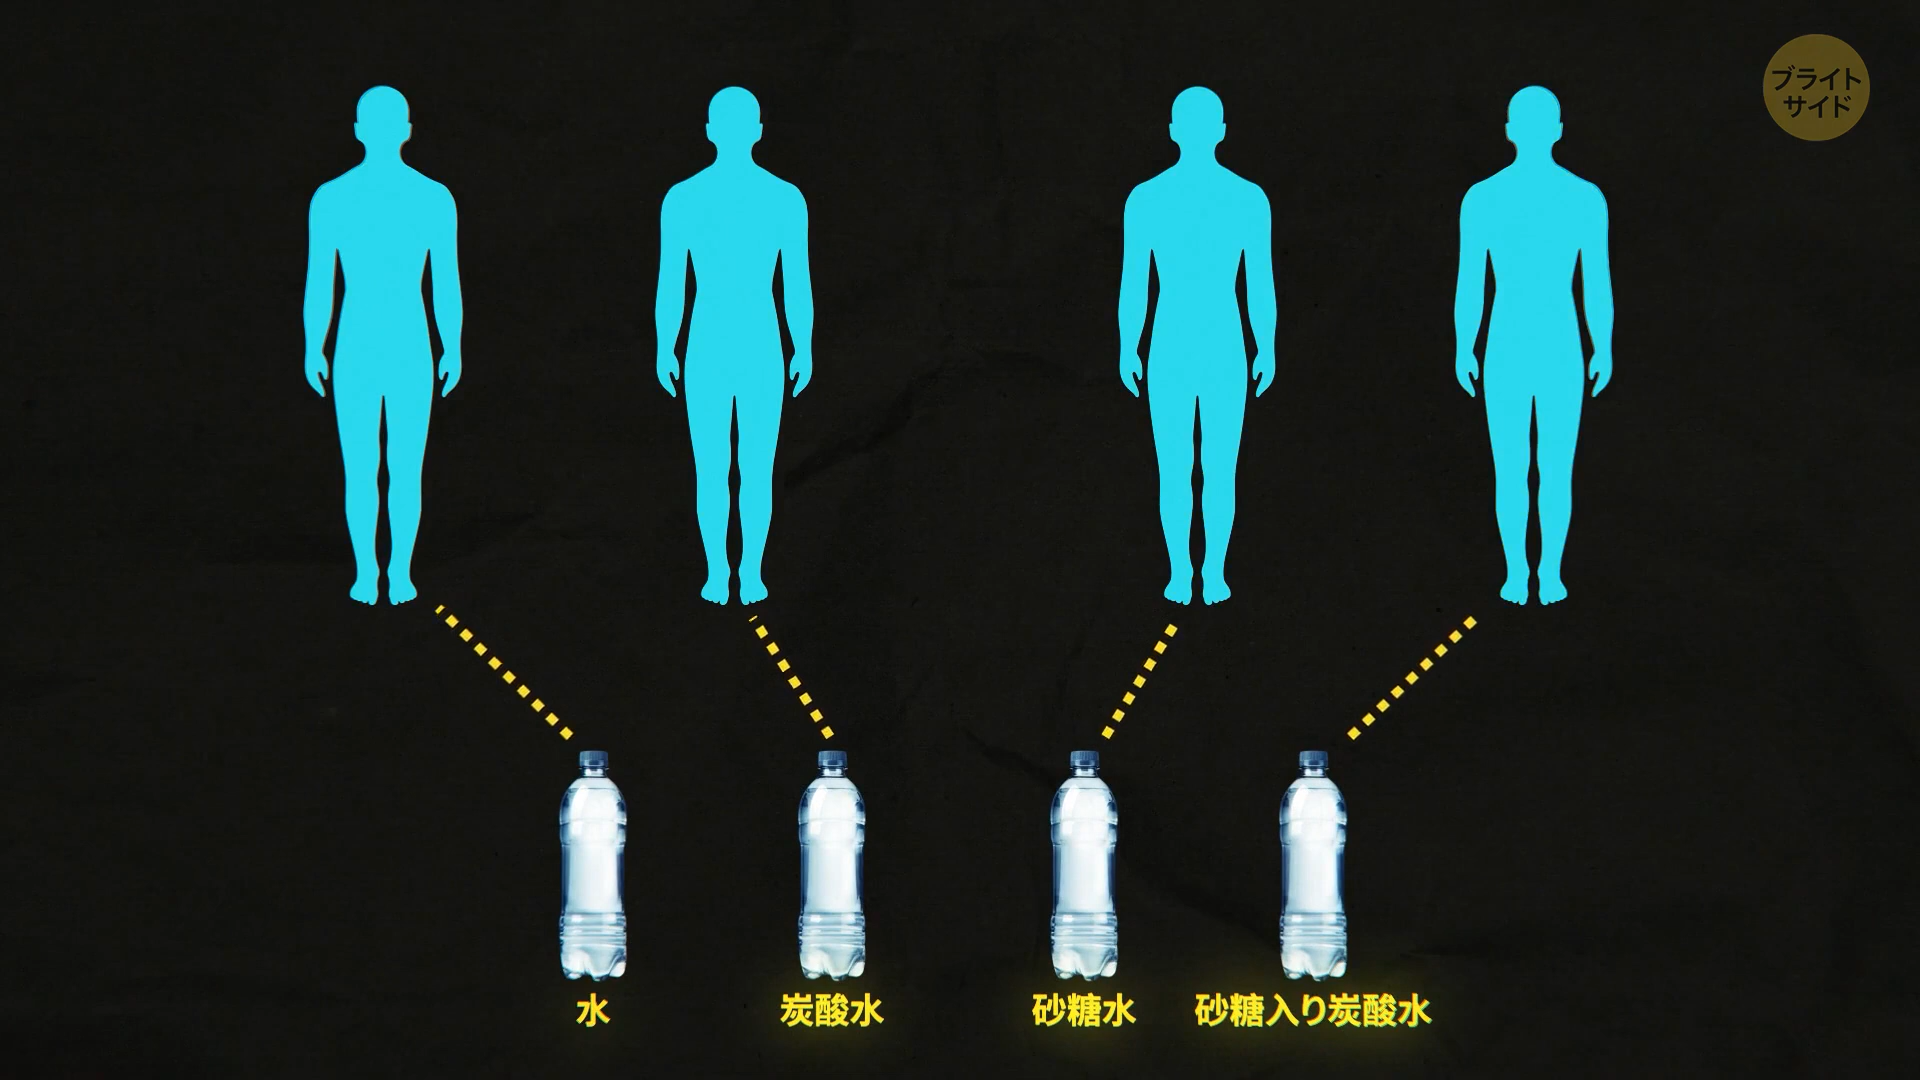 ブライト
サイド
水
炭酸水
砂糖水
砂糖入り炭酸水